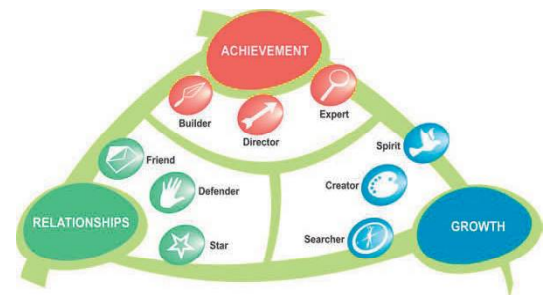 ACHIEVEMENT
Builder
Director
Expert
Friend
Defender
Star
RELATIONSHIPS
Spirit
Creator
Searcher
GROWTH